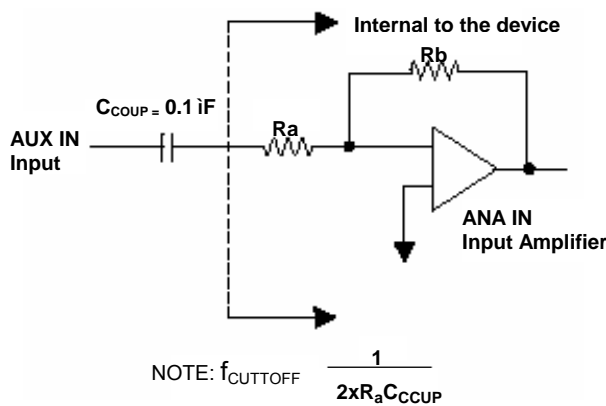 Internal to the device
Rb
CCOUP = 0.1 ìF
Ra
AUX IN
Input
ANA IN
Input Amplifier
NOTE: fCUTTOFF 1
2xRaCCCUP